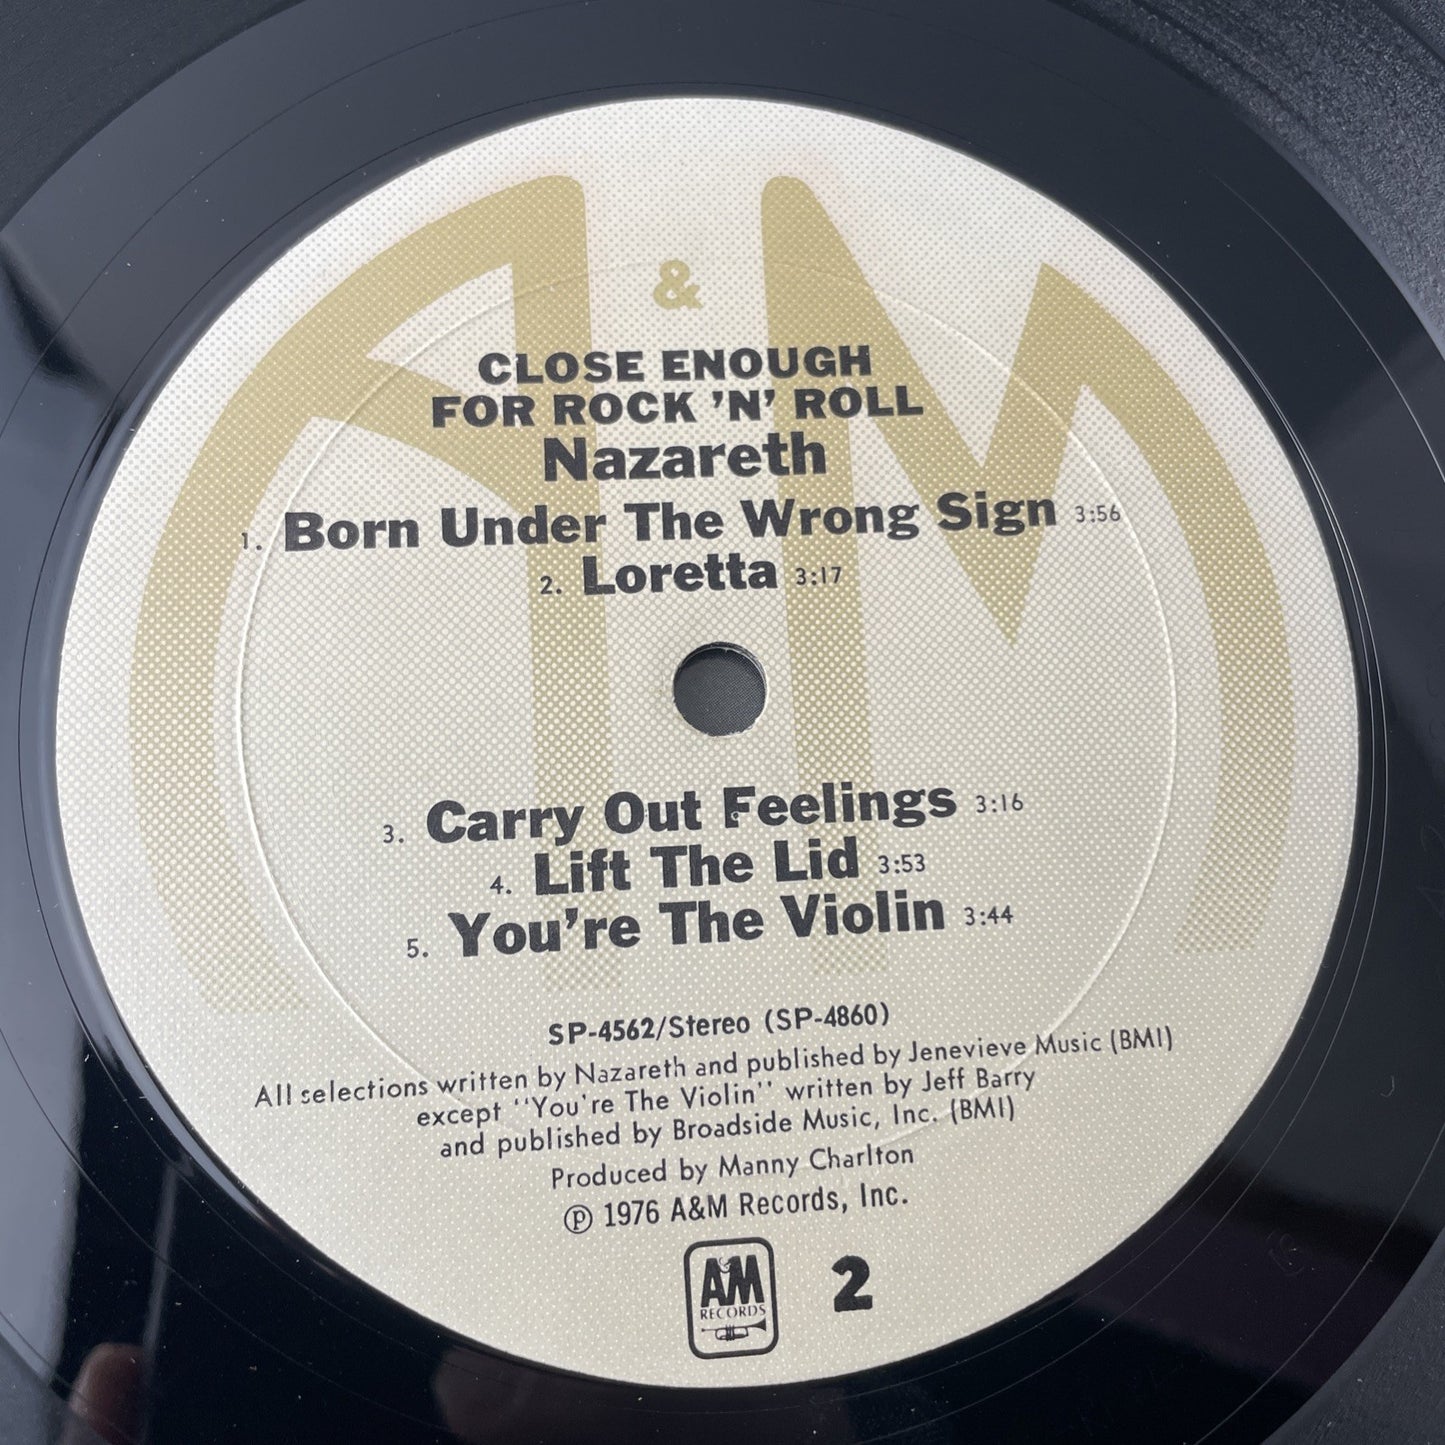 A & M
CLOSE ENOUGH
FOR ROCK 'N' ROLL
Nazareth
1. Born Under The Wrong Sign 3:56
2. Loretta 3:17
3. Carry Out Feelings 3:16
4. Lift The Lid 3:53
5. You're The Violin 3:44
SP-4562/Stereo (SP-4860)
All selections written by Nazareth and published by Jenevieve Music (BMI)
except "You're The Violin" written by Jeff Barry
and published by Broadside Music, Inc. (BMI)
Produced by Manny Charlton
℗ 1976 A&M Records, Inc.
A&M
RECORDS
2